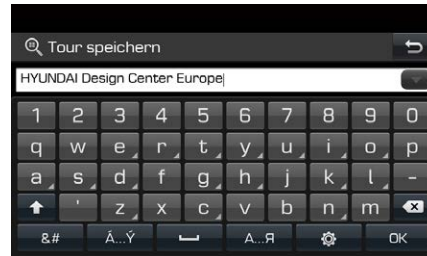 Tour speichern
HYUNDAI Design Center Europe
1 2 3 4 5 6 7 8 9 0
q w e r t y u i o p
a s d f g h j k l -
' z x c v b n m
&# Á...Ý A...Я OK